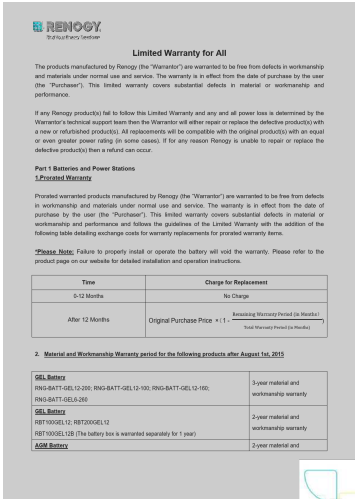 RENOGY
Limited Warranty for All
The products manufactured by Renogy (the “Warrantor”) are warranted to be free from defects in workmanship
and materials under normal use and service. The warranty is in effect from the date of purchase by the user
(the “Purchaser”). This limited warranty covers substantial defects in material or workmanship and
performance.
If any Renogy product(s) fail to follow this Limited Warranty and any and all power loss is determined by the
Warrantor's technical support team then the Warrantor will either repair or replace the defective product(s) with
a new or refurbished product(s). All replacements will be compatible with the original product(s) with an equal
or even greater power rating (in some cases). If for any reason Renogy is unable to repair or replace the
defective product(s) then a refund can occur.
Part 1 Batteries and Power Stations
1.Prorated Warranty
Prorated warranted products manufactured by Renogy (the “Warrantor”) are warranted to be free from defects
in workmanship and materials under normal use and service. The warranty is in effect from the date of
purchase by the user (the “Purchaser”). This limited warranty covers substantial defects in material or
workmanship and performance and follows the guidelines of the Limited Warranty with the addition of the
following table detailing exchange costs for warranty replacements for prorated warranty items.
*Please Note: Failure to properly install or operate the battery will void the warranty. Please refer to the
product page on our website for detailed installation and operation instructions.
Time Charge for Replacement
0-12 Months No Charge
After 12 Months Original Purchase Price × ( 1 - Remaining Warranty Period (in Months) )
Total Warranty Period (in Months)
2. Material and Workmanship Warranty period for the following products after August 1st, 2015
GEL Battery
RNG-BATT-GEL12-200; RNG-BATT-GEL12-100; RNG-BATT-GEL12-160;
RNG-BATT-GEL6-260
3-year material and
workmanship warranty
GEL Battery
RBT100GEL12; RBT200GEL12
RBT100GEL12B (The battery box is warranted separately for 1 year)
2-year material and
workmanship warranty
AGM Battery 2-year material and